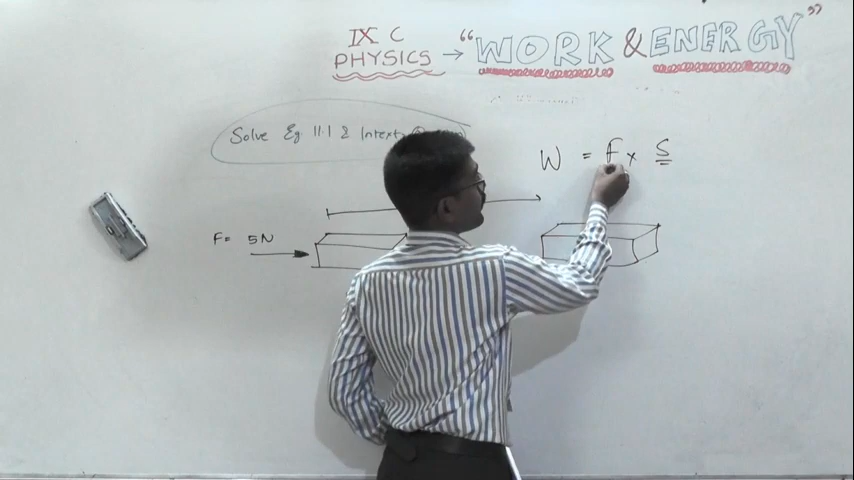 IX C
PHYSICS → "WORK & ENERGY"
Solve Eg 11.1 & Intext
W = F x S
F = 5N